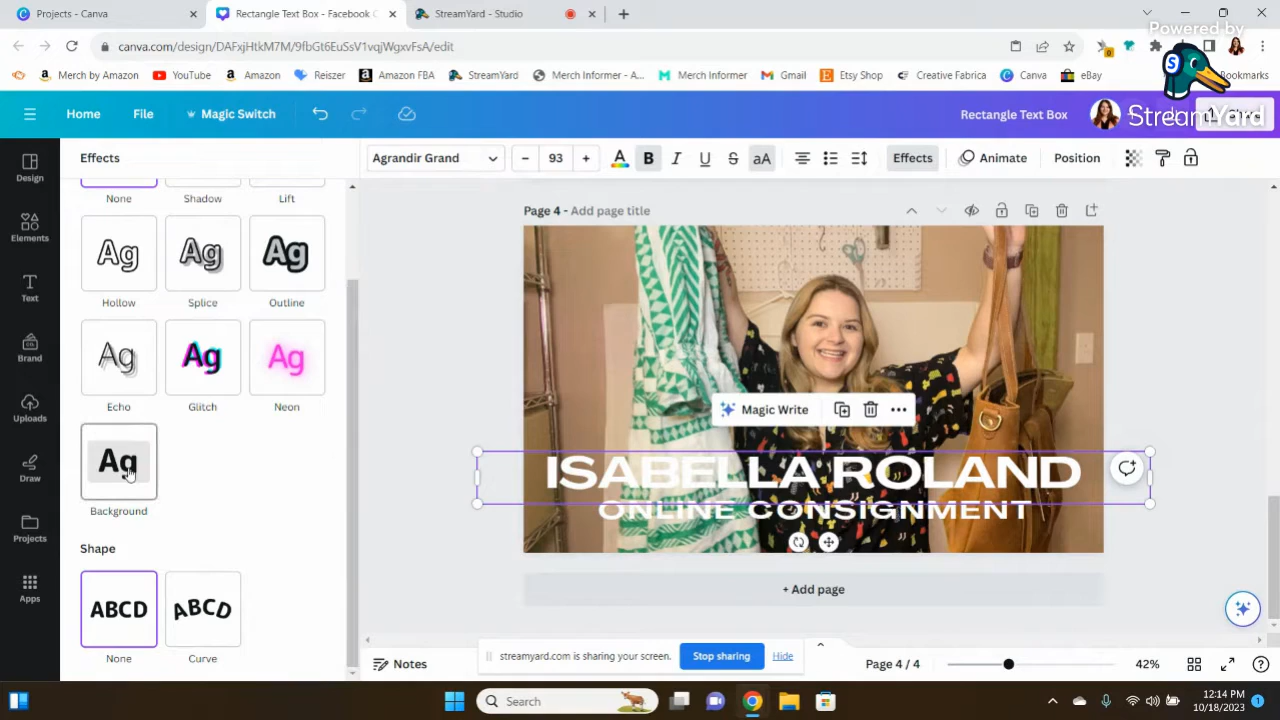 Projects - Canva
Rectangle Text Box - Facebook C
StreamYard - Studio
Powered by
canva.com/design/DAFxjHtkM7M/9fbGt6EuSsV1vqjWgxvFsA/edit
Merch by Amazon
YouTube
Amazon
Reiszer
Amazon FBA
StreamYard
Merch Informer - A...
Merch Informer
Gmail
Etsy Shop
Creative Fabrica
Canva
eBay
Bookmarks
Home
File
Magic Switch
Rectangle Text Box
StreamYard
Effects
Agrandir Grand
- 93 +
A
B
I
U
S
aA
Effects
Animate
Position
Design
Elements
Text
Brand
Uploads
Draw
Projects
Apps
None
Shadow
Lift
Ag
Ag
Ag
Hollow
Splice
Outline
Ag
Ag
Ag
Echo
Glitch
Neon
Ag
Background
Shape
ABCD
ABCD
None
Curve
Page 4 - Add page title
Magic Write
ISABELLA ROLAND
ONLINE CONSIGNMENT
+ Add page
streamyard.com is sharing your screen.
Stop sharing
Hide
Notes
Page 4 / 4
42%
Search
12:14 PM
10/18/2023